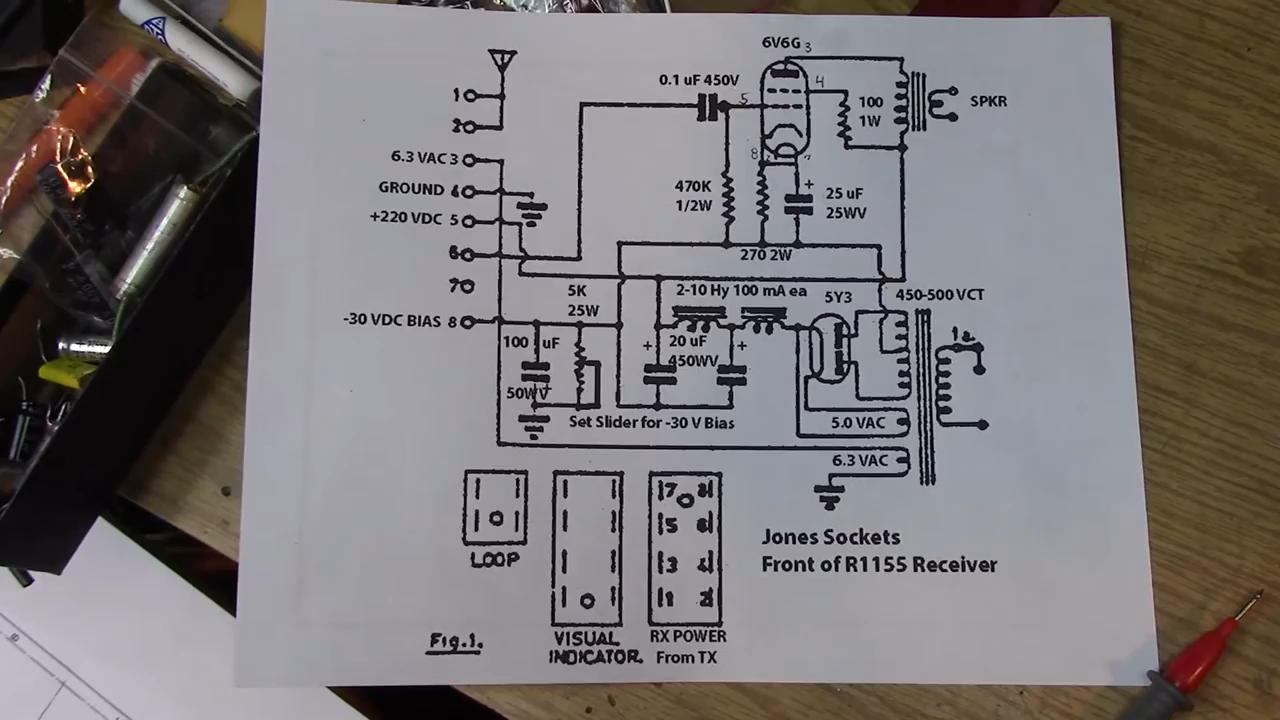 6V6G 3
0.1 uF 450V
5
4
100
1W
SPKR
1
2
6.3 VAC 3
GROUND 4
+220 VDC 5
6
7
-30 VDC BIAS 8
8
470K
1/2W
+
25 uF
25WV
270 2W
5K
25W
2-10 Hy 100 mA ea
5Y3
450-500 VCT
100 uF
50WV
+
20 uF
450WV
+
+
Set Slider for -30 V Bias
5.0 VAC
6.3 VAC
LOOP
VISUAL
INDICATOR.
7 8
5 6
3 4
1 2
RX POWER
From TX
Jones Sockets
Front of R1155 Receiver
Fig.1.